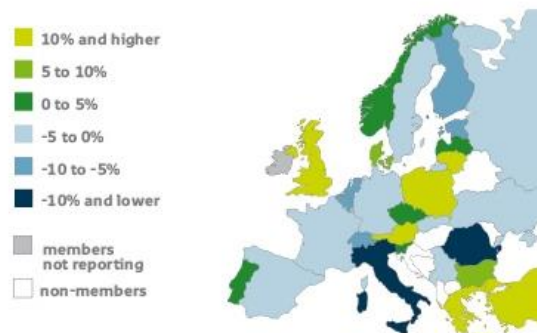 10% and higher
5 to 10%
0 to 5%
-5 to 0%
-10 to -5%
-10% and lower
members
not reporting
non-members